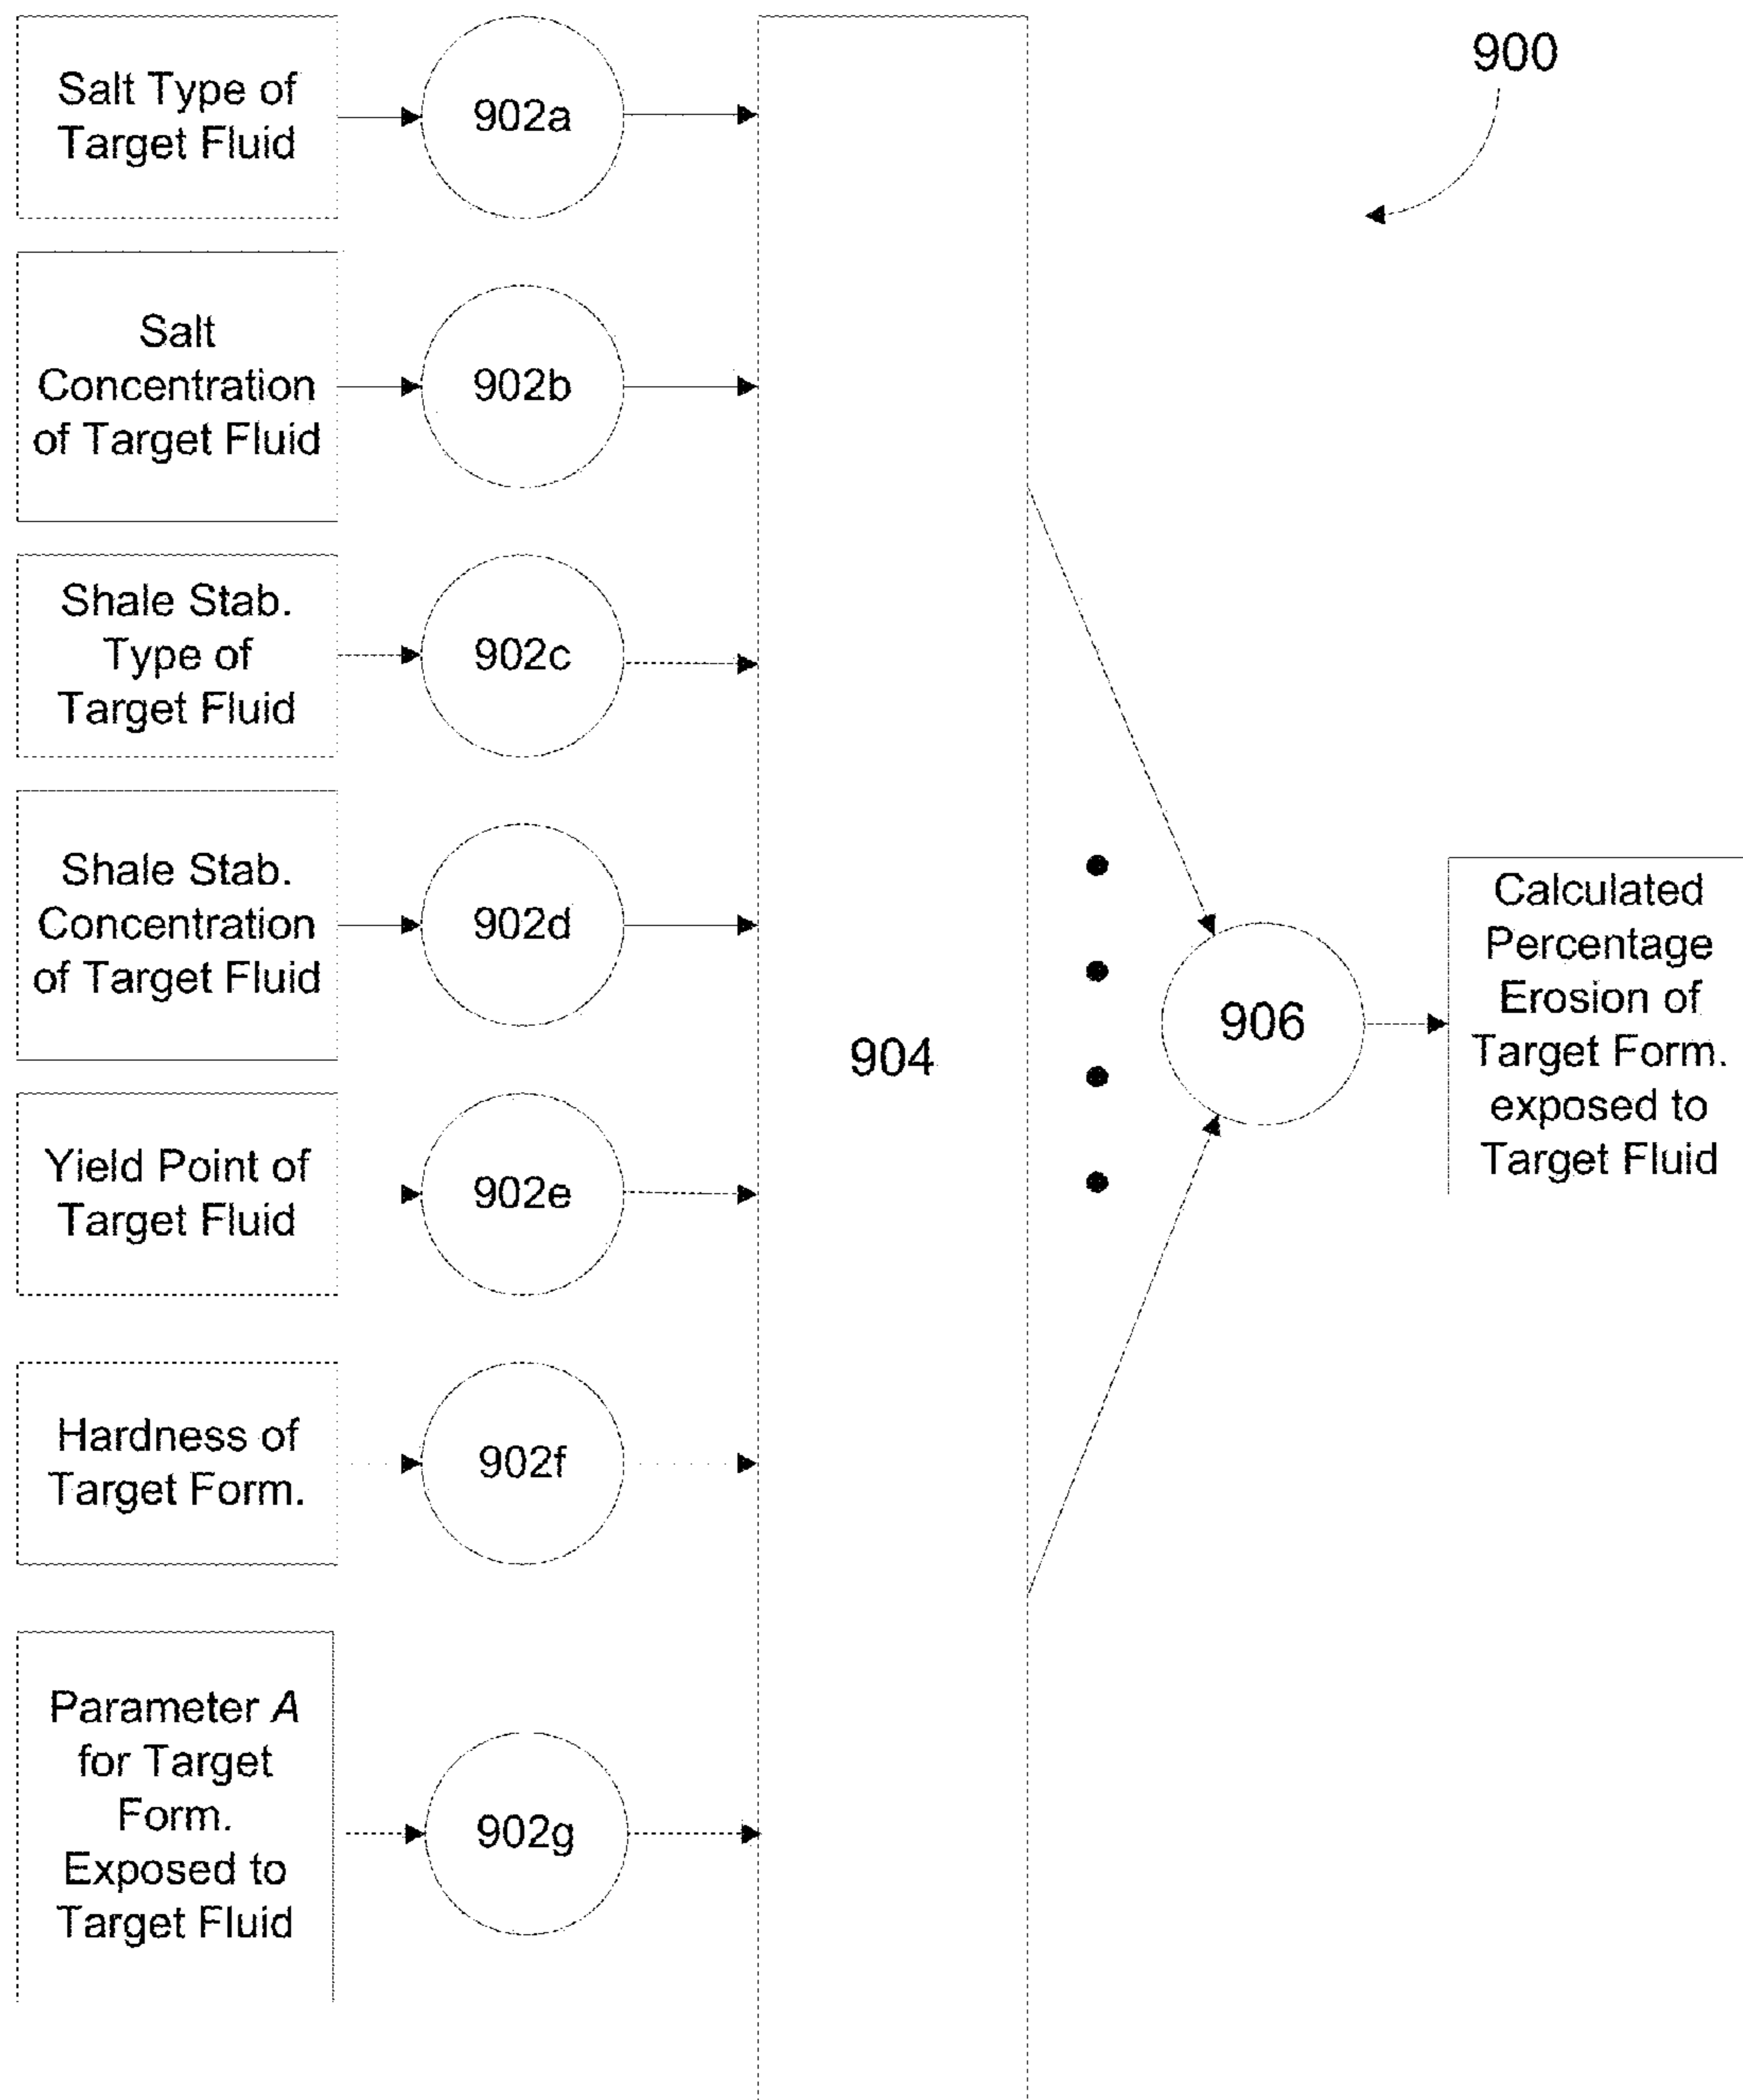 900
Salt Type of
Target Fluid
902a
Salt
Concentration
of Target Fluid
902b
Shale Stab.
Type of
Target Fluid
902c
Shale Stab.
Concentration
of Target Fluid
902d
Yield Point of
Target Fluid
902e
Hardness of
Target Form.
902f
Parameter A
for Target
Form.
Exposed to
Target Fluid
902g
904
906
Calculated
Percentage
Erosion of
Target Form.
exposed to
Target Fluid